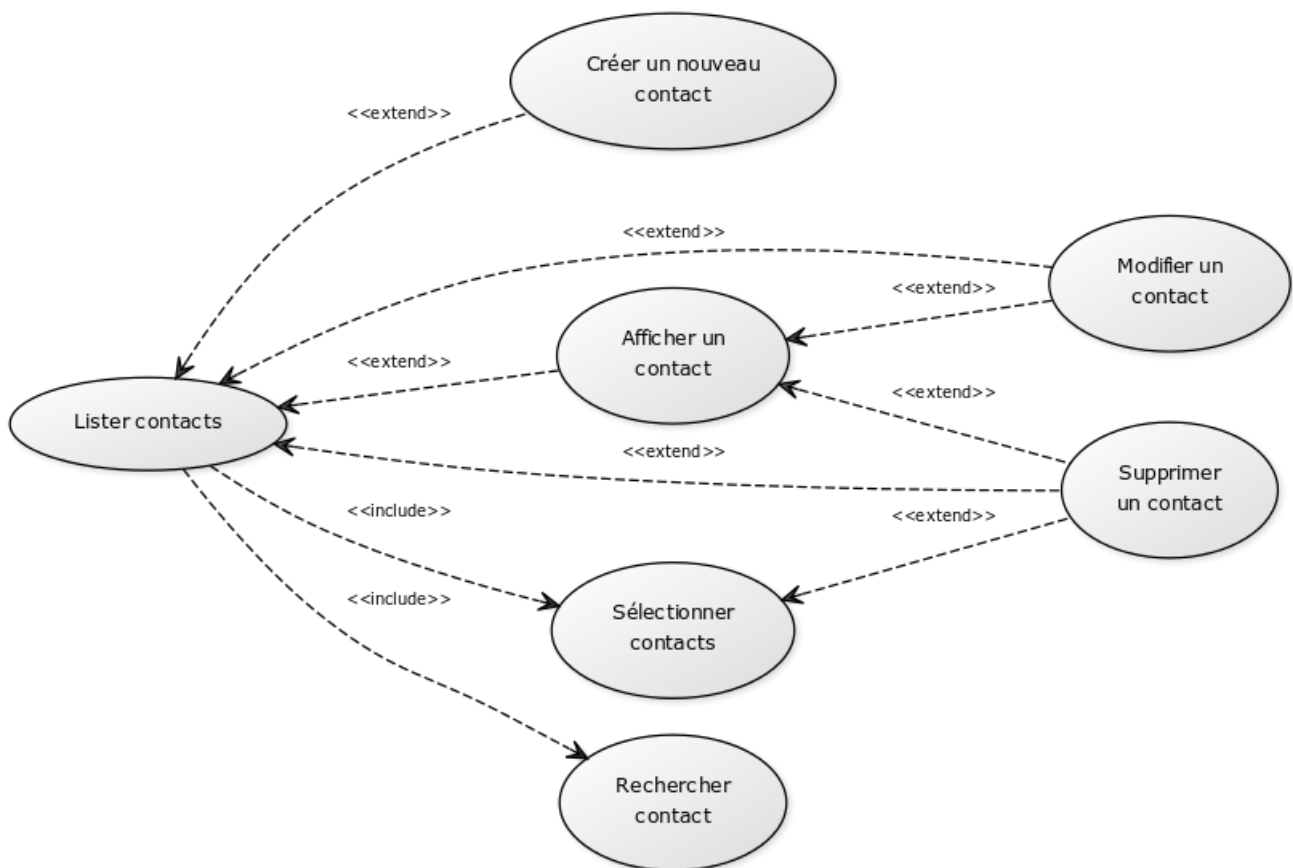 Créer un nouveau
contact
<<extend>>
<<extend>>
Modifier un
contact
<<extend>>
Afficher un
contact
<<extend>>
Lister contacts
<<extend>>
<<extend>>
Supprimer
un contact
<<include>>
<<extend>>
Sélectionner
contacts
<<include>>
Rechercher
contact